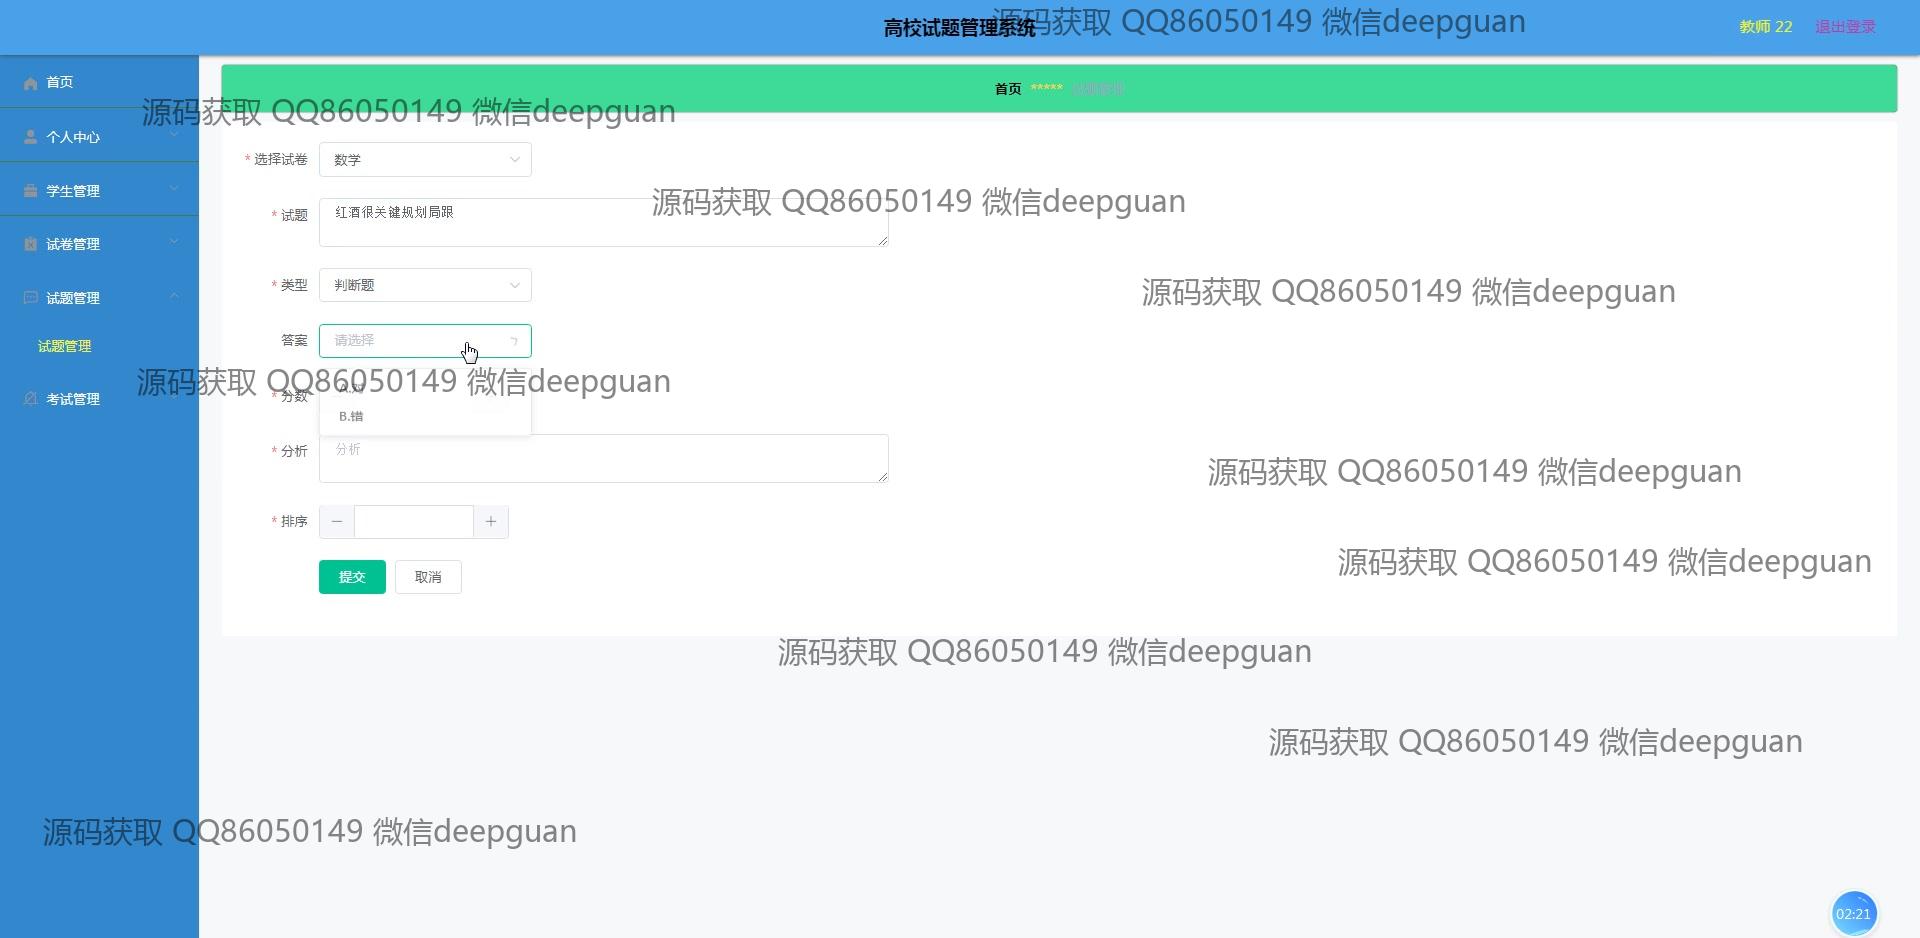 高校试题管理系统
源码获取 QQ86050149 微信deepguan
教师 22
退出登录
首页
首页 *****
源码获取 QQ86050149 微信deepguan
个人中心
* 选择试卷 数学
学生管理
源码获取 QQ86050149 微信deepguan
* 试题 红酒很关键规划局跟
试卷管理
* 类型 判断题
源码获取 QQ86050149 微信deepguan
试题管理
答案 请选择
试题管理
源码获取 QQ86050149 微信deepguan
A.对
* 分数
考试管理
B.错
* 分析 分析
源码获取 QQ86050149 微信deepguan
* 排序
源码获取 QQ86050149 微信deepguan
提交 取消
源码获取 QQ86050149 微信deepguan
源码获取 QQ86050149 微信deepguan
源码获取 QQ86050149 微信deepguan
02:21